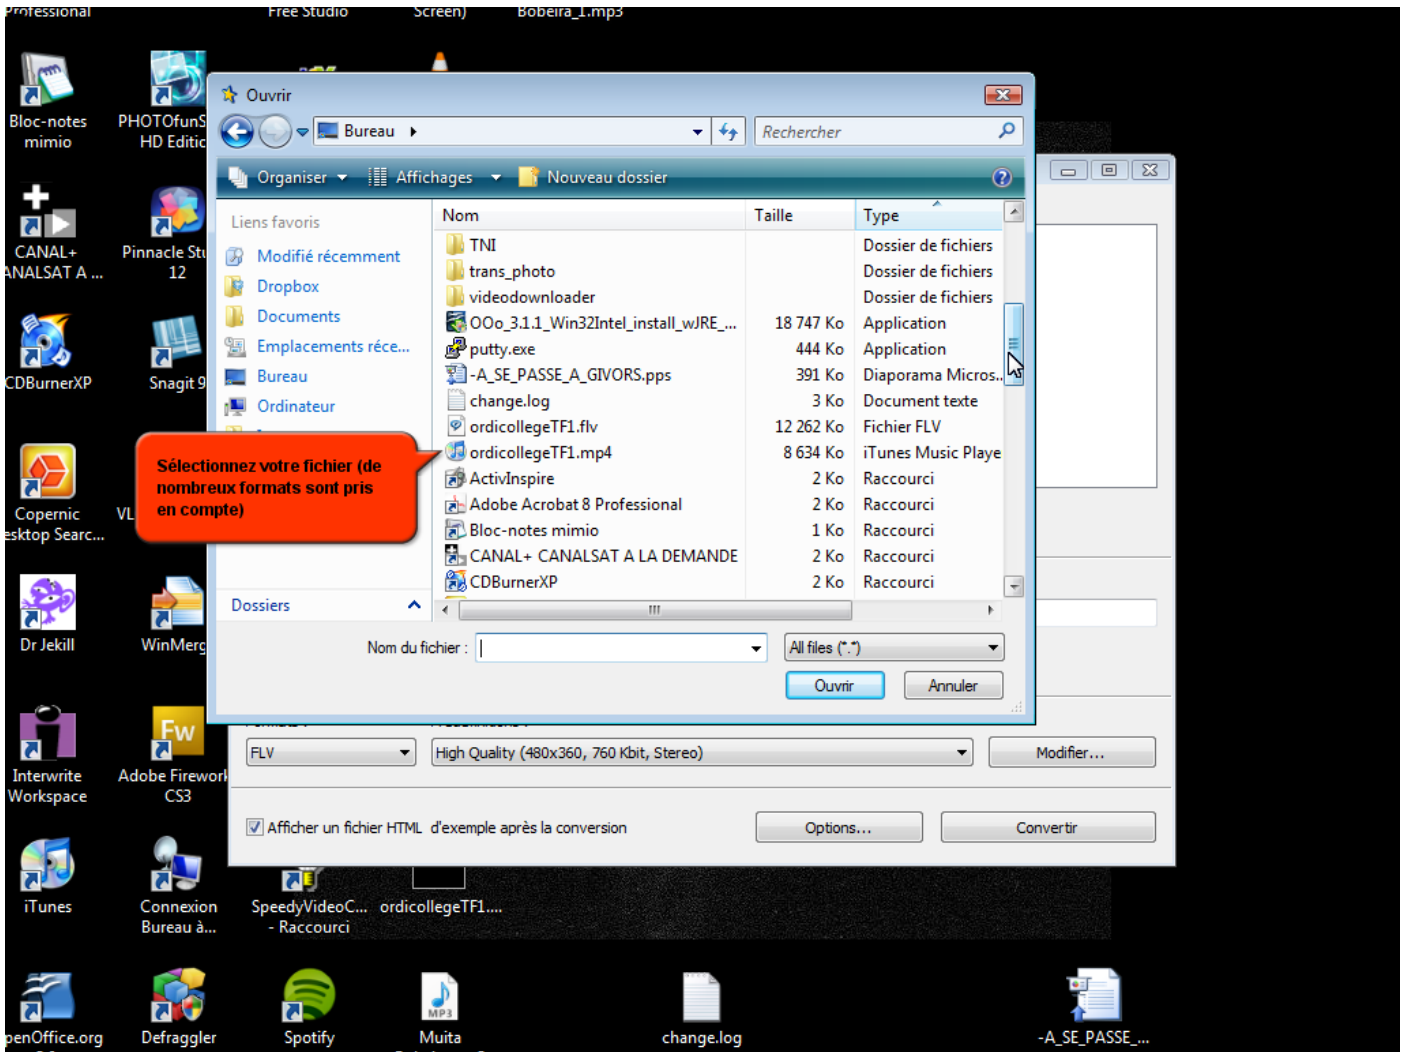 Professional
Free Studio
Screen)
Bobeira_1.mp3
Bloc-notes
mimio
PHOTOfunS
HD Editic
CANAL+
ANALSAT A ...
Pinnacle Stu
12
CDBurnerXP
Snagit 9
Copernic
esktop Searc...
VL
Dr Jekill
WinMerg
Interwrite
Workspace
Fw
Adobe Firework
CS3
iTunes
Connexion
Bureau à...
SpeedyVideoC...
- Raccourci
ordicollegeTF1....
penOffice.org
Defraggler
Spotify
MP3
Muita
change.log
-A_SE_PASSE_...
Ouvrir
Bureau
Rechercher
Organiser
Affichages
Nouveau dossier
Liens favoris
Modifié récemment
Dropbox
Documents
Emplacements réce...
Bureau
Ordinateur
Dossiers
Nom Taille Type
TNI Dossier de fichiers
trans_photo Dossier de fichiers
videodownloader Dossier de fichiers
OOo_3.1.1_Win32Intel_install_wJRE_... 18 747 Ko Application
putty.exe 444 Ko Application
-A_SE_PASSE_A_GIVORS.pps 391 Ko Diaporama Micros...
change.log 3 Ko Document texte
ordicollegeTF1.flv 12 262 Ko Fichier FLV
ordicollegeTF1.mp4 8 634 Ko iTunes Music Playe
ActivInspire 2 Ko Raccourci
Adobe Acrobat 8 Professional 2 Ko Raccourci
Bloc-notes mimio 1 Ko Raccourci
CANAL+ CANALSAT A LA DEMANDE 2 Ko Raccourci
CDBurnerXP 2 Ko Raccourci
Sélectionnez votre fichier (de
nombreux formats sont pris
en compte)
Nom du fichier :
All files (*.*)
Ouvrir
Annuler
FLV
High Quality (480x360, 760 Kbit, Stereo)
Modifier...
Afficher un fichier HTML d'exemple après la conversion
Options...
Convertir